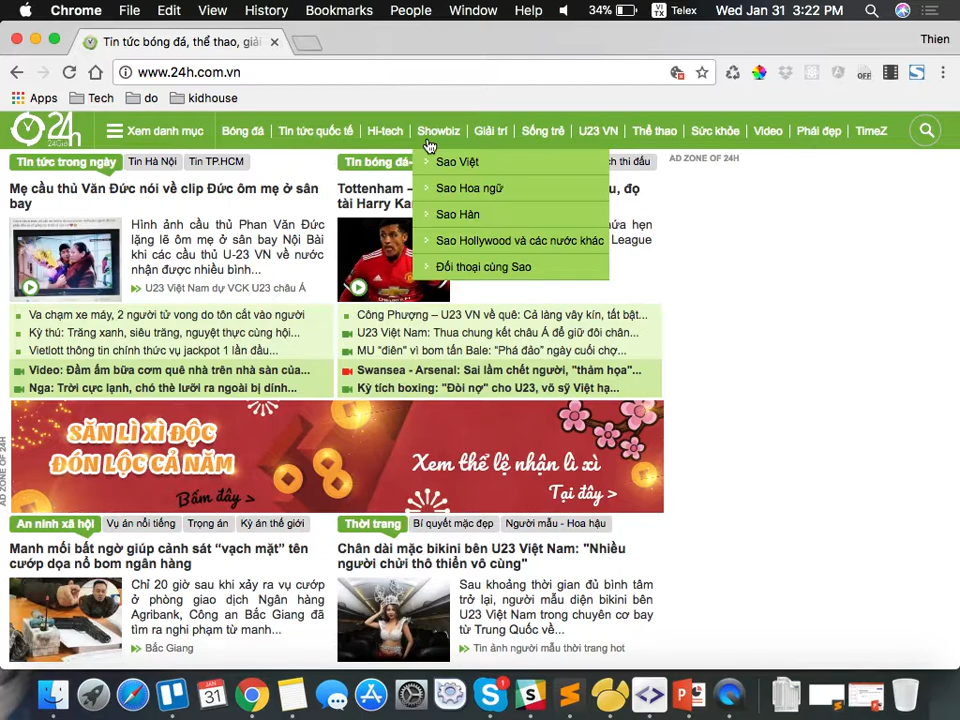 Chrome File Edit View History Bookmarks People Window Help 34% VI TX Telex Wed Jan 31 3:22 PM
Tin tức bóng đá, thể thao, giải
Thien
www.24h.com.vn
OFF
Apps Tech do kidhouse
24h Xem danh mục Bóng đá Tin tức quốc tế Hi-tech Showbiz Giải trí Sống trẻ U23 VN Thể thao Sức khỏe Video Phái đẹp TimeZ
Sao Việt
Sao Hoa ngữ
Sao Hàn
Sao Hollywood và các nước khác
Đối thoại cùng Sao
AD ZONE OF 24H
Tin tức trong ngày Tin Hà Nội Tin TP.HCM
Mẹ cầu thủ Văn Đức nói về clip Đức ôm mẹ ở sân
bay
Hình ảnh cầu thủ Phan Văn Đức
lặng lẽ ôm mẹ ở sân bay Nội Bài
khi các cầu thủ U-23 VN về nước
nhận được nhiều bình...
U23 Việt Nam dự VCK U23 châu Á
Va chạm xe máy, 2 người tử vong do tôn cắt vào người
Kỳ thú: Trăng xanh, siêu trăng, nguyệt thực cùng hội...
Vietlott thông tin chính thức vụ jackpot 1 lần đầu...
Video: Đầm ấm bữa cơm quê nhà trên nhà sàn của...
Nga: Trời cực lạnh, chó thè lưỡi ra ngoài bị dính...
Tin bóng đá- ch thi đấu
Tottenham – u, đọ
tài Harry Ka
ứa hẹn
League
Công Phượng – U23 VN về quê: Cả làng vây kín, tất bật...
U23 Việt Nam: Thua chung kết châu Á để giữ đôi chân...
MU "điên" vì bom tấn Bale: "Phá đảo" ngày cuối chợ...
Swansea - Arsenal: Sai lầm chết người, "thảm họa"...
Kỳ tích boxing: "Đòi nợ" cho U23, võ sỹ Việt hạ...
AD ZONE OF 24H
SĂN LÌ XÌ ĐỘC
ĐÓN LỘC CẢ NĂM
Bấm đây >
Xem thể lệ nhận lì xì
Tại đây >
An ninh xã hội Vụ án nổi tiếng Trọng án Kỳ án thế giới
Manh mối bất ngờ giúp cảnh sát “vạch mặt” tên
cướp dọa nổ bom ngân hàng
Chỉ 20 giờ sau khi xảy ra vụ cướp
ở phòng giao dịch Ngân hàng
Agribank, Công an Bắc Giang đã
tìm ra nghi phạm từ manh...
Bắc Giang
Thời trang Bí quyết mặc đẹp Người mẫu - Hoa hậu
Chân dài mặc bikini bên U23 Việt Nam: "Nhiều
người chửi thô thiển vô cùng"
Sau khoảng thời gian đủ bình tâm
trở lại, người mẫu diện bikini bên
U23 Việt Nam trong chuyên cơ bay
từ Trung Quốc về...
Tin ảnh người mẫu thời trang hot
JAN
31
1